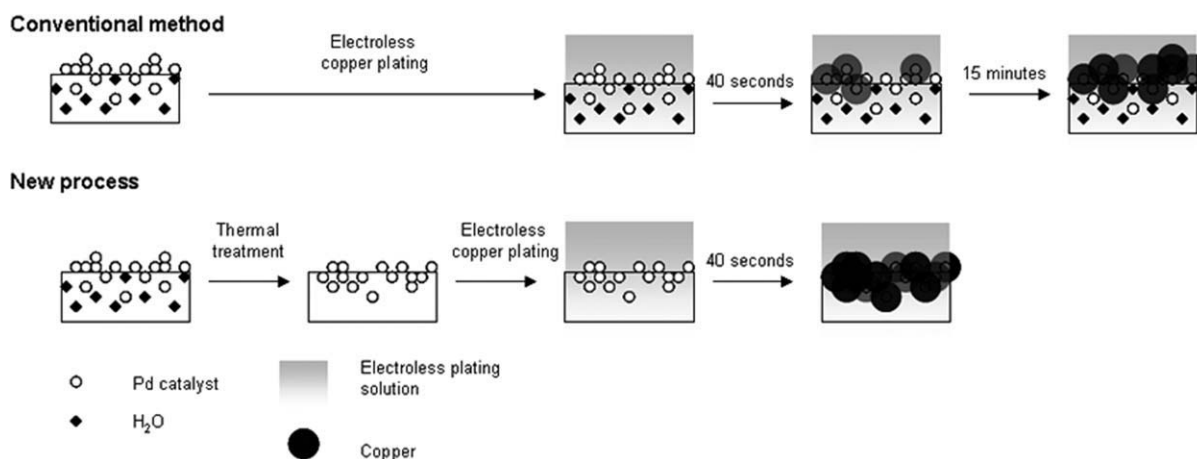 Conventional method
Electroless
copper plating
40 seconds
15 minutes
New process
Thermal
treatment
Electroless
copper plating
40 seconds
Pd catalyst
H₂O
Electroless plating
solution
Copper